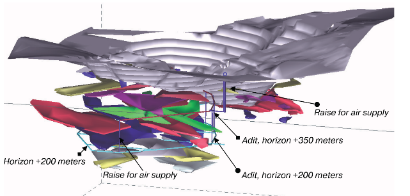 Raise for air supply
Adit, horizon +350 meters
Horizon +200 meters
Raise for air supply
Adit, horizon +200 meters